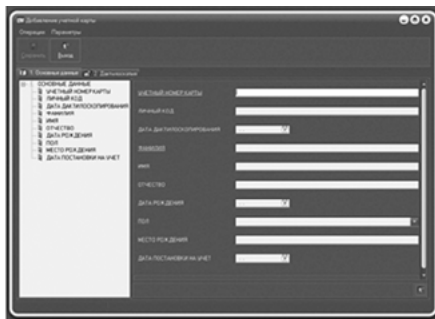 Добавление учетной карты
Операции Параметры
Сохранить Выход
1. Основные данные 2. Дактилоскопия
ОСНОВНЫЕ ДАННЫЕ
УЧЕТНЫЙ НОМЕР КАРТЫ
ЛИЧНЫЙ КОД
ДАТА ДАКТИЛОСКОПИРОВАНИЯ
ФАМИЛИЯ
ИМЯ
ОТЧЕСТВО
ДАТА РОЖДЕНИЯ
ПОЛ
МЕСТО РОЖДЕНИЯ
ДАТА ПОСТАНОВКИ НА УЧЕТ
УЧЕТНЫЙ НОМЕР КАРТЫ
ЛИЧНЫЙ КОД
ДАТА ДАКТИЛОСКОПИРОВАНИЯ
ФАМИЛИЯ
ИМЯ
ОТЧЕСТВО
ДАТА РОЖДЕНИЯ
ПОЛ
МЕСТО РОЖДЕНИЯ
ДАТА ПОСТАНОВКИ НА УЧЕТ